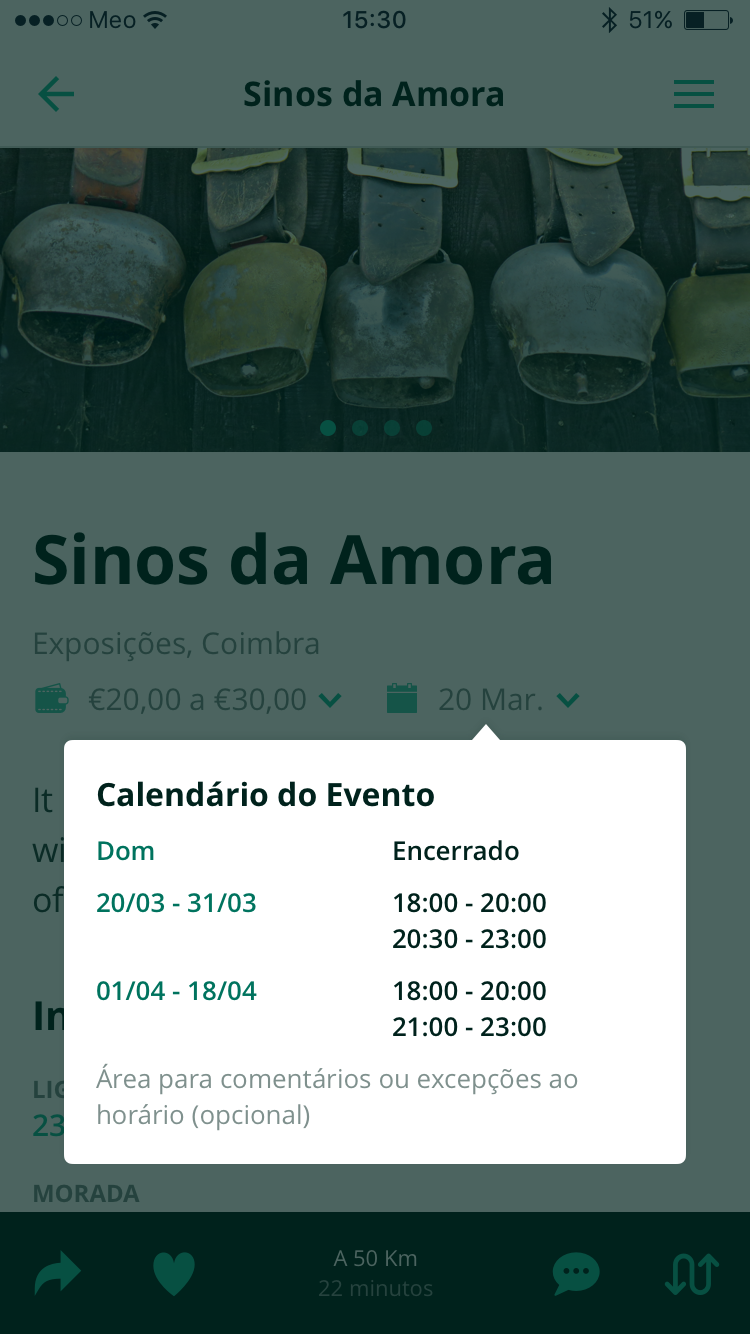 Meo 15:30 51%
Sinos da Amora
Sinos da Amora
Exposições, Coimbra
€20,00 a €30,00 20 Mar.
It
wi
of
Calendário do Evento
Dom Encerrado
20/03 - 31/03 18:00 - 20:00
20:30 - 23:00
01/04 - 18/04 18:00 - 20:00
21:00 - 23:00
Área para comentários ou excepções ao
horário (opcional)
In
LIG
23
MORADA
A 50 Km
22 minutos